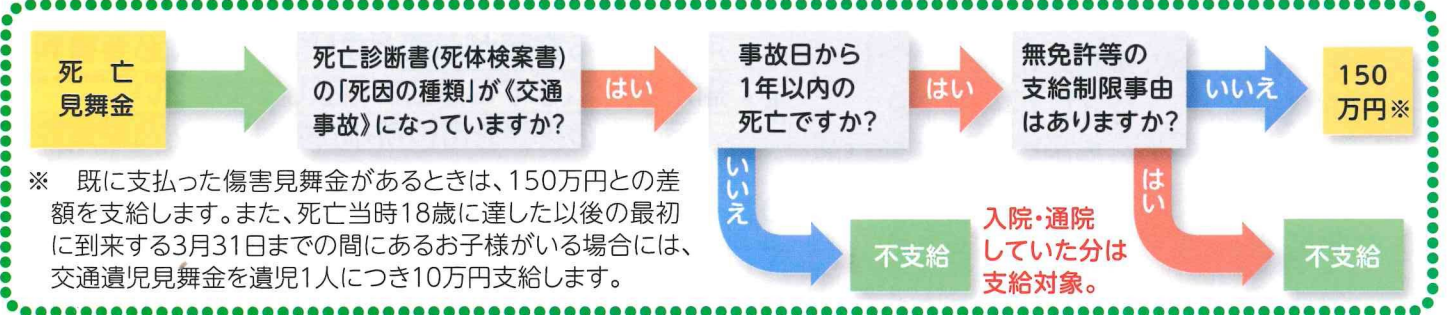 死亡
見舞金
死亡診断書(死体検案書)
の「死因の種類」が《交通
事故》になっていますか?
はい
事故日から
1年以内の
死亡ですか?
はい
無免許等の
支給制限事由
はありますか?
いいえ
150
万円※
いいえ
不支給
入院・通院
していた分は
支給対象。
はい
不支給
※ 既に支払った傷害見舞金があるときは、150万円との差
額を支給します。また、死亡当時18歳に達した以後の最初
に到来する3月31日までの間にあるお子様がいる場合には、
交通遺児見舞金を遺児1人につき10万円支給します。